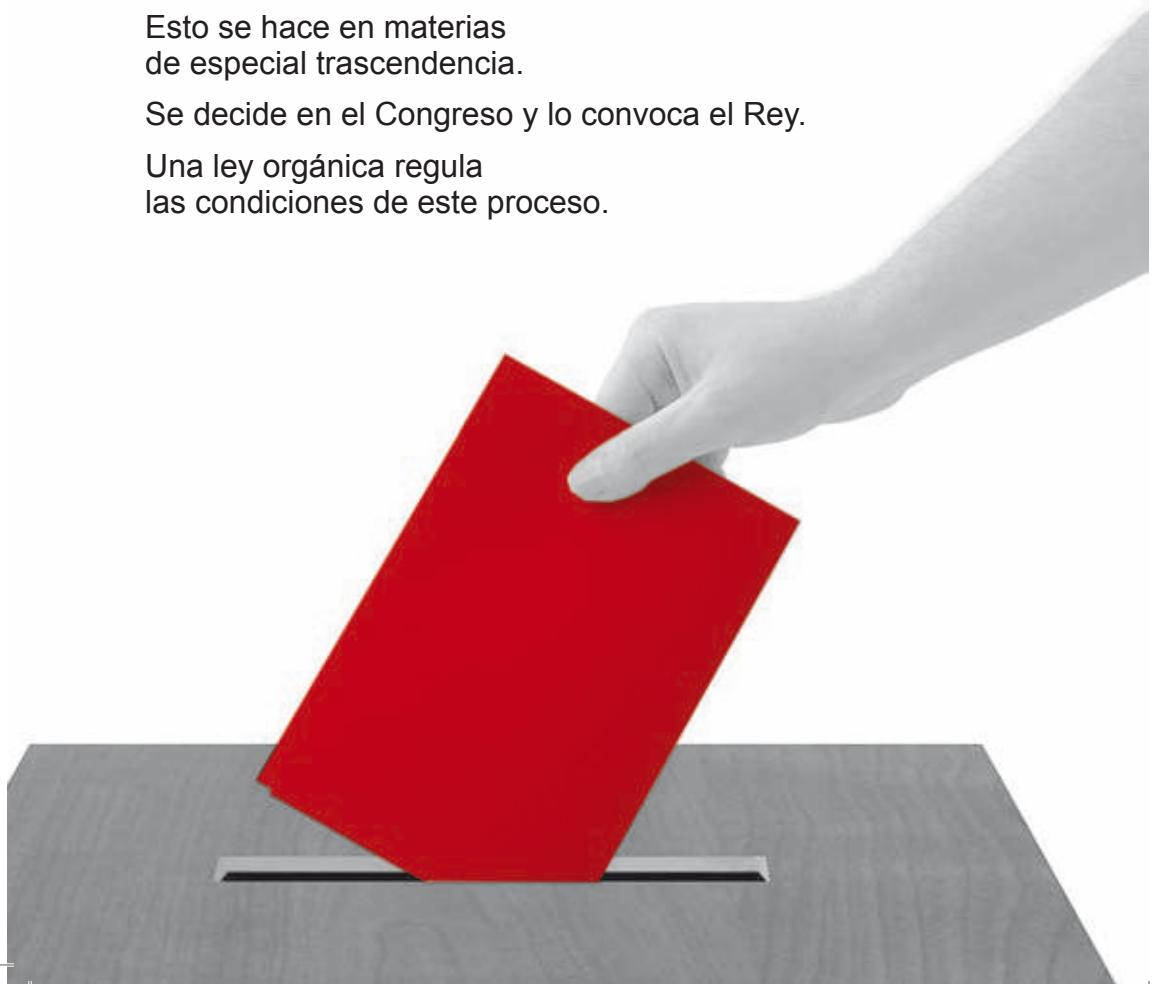 Esto se hace en materias
de especial trascendencia.
Se decide en el Congreso y lo convoca el Rey.
Una ley orgánica regula
las condiciones de este proceso.